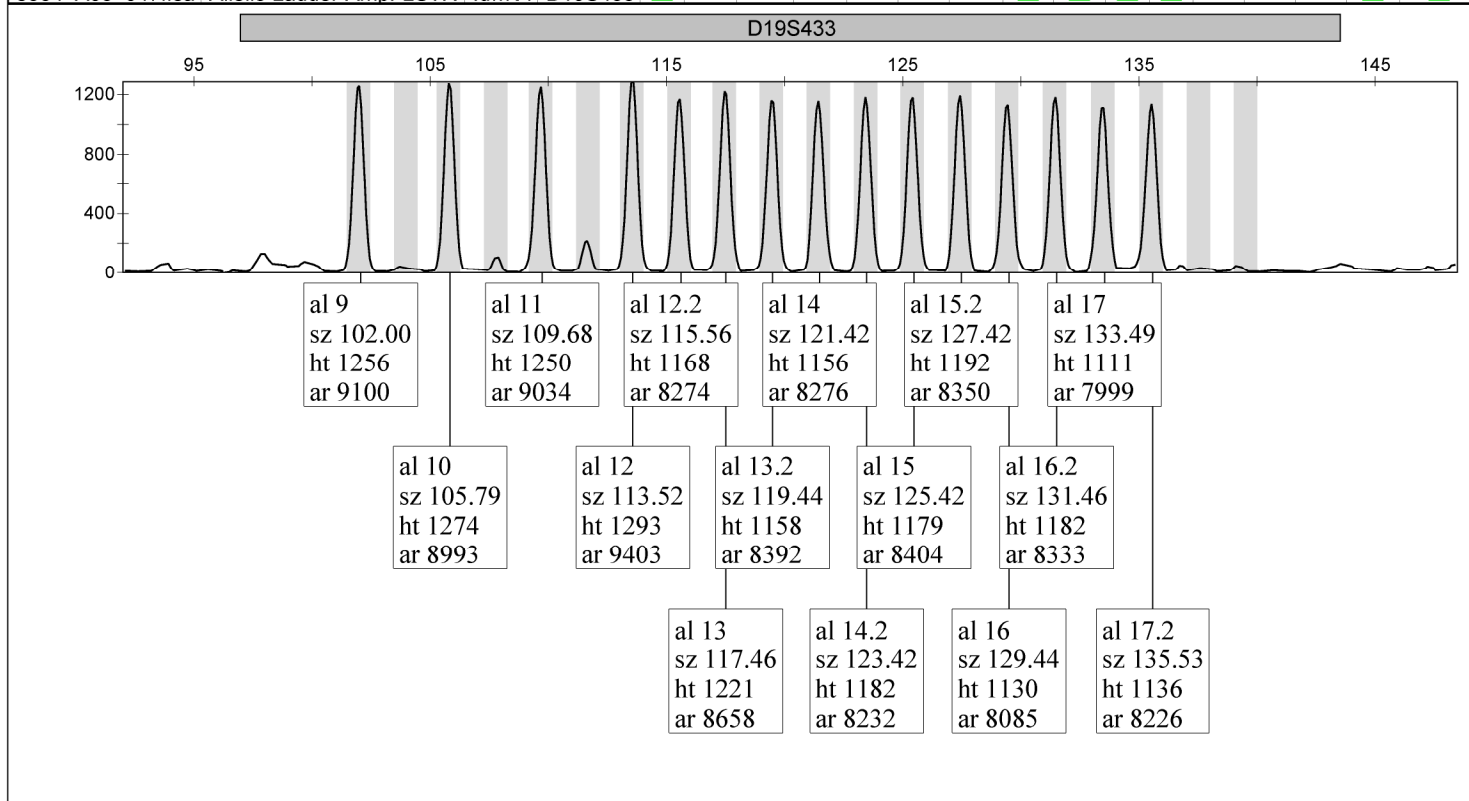 D19S433
95 105 115 125 135 145
1200
800
400
0
al 9
sz 102.00
ht 1256
ar 9100
al 11
sz 109.68
ht 1250
ar 9034
al 12.2
sz 115.56
ht 1168
ar 8274
al 14
sz 121.42
ht 1156
ar 8276
al 15.2
sz 127.42
ht 1192
ar 8350
al 17
sz 133.49
ht 1111
ar 7999
al 10
sz 105.79
ht 1274
ar 8993
al 12
sz 113.52
ht 1293
ar 9403
al 13.2
sz 119.44
ht 1158
ar 8392
al 15
sz 125.42
ht 1179
ar 8404
al 16.2
sz 131.46
ht 1182
ar 8333
al 13
sz 117.46
ht 1221
ar 8658
al 14.2
sz 123.42
ht 1182
ar 8232
al 16
sz 129.44
ht 1130
ar 8085
al 17.2
sz 135.53
ht 1136
ar 8226